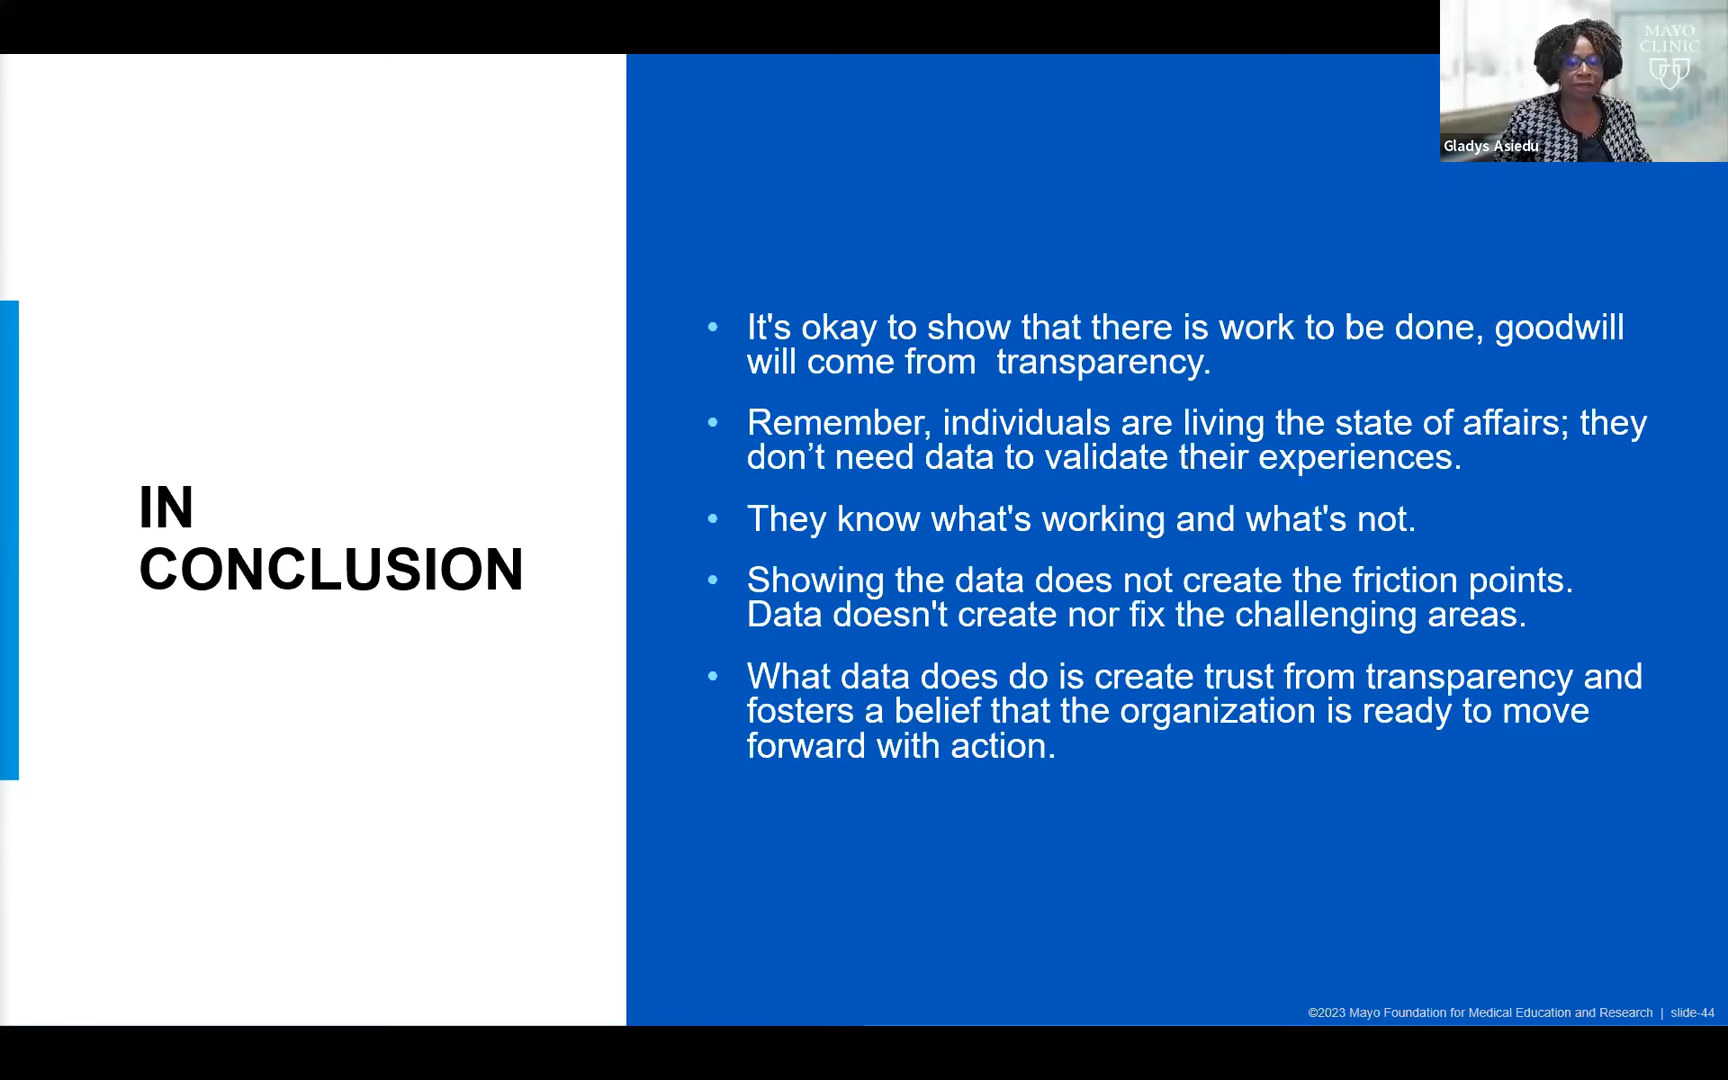 MAYO
CLINIC
Gladys Asiedu
IN
CONCLUSION
• It's okay to show that there is work to be done, goodwill
will come from  transparency.
• Remember, individuals are living the state of affairs; they
don’t need data to validate their experiences.
• They know what's working and what's not.
• Showing the data does not create the friction points.
Data doesn't create nor fix the challenging areas.
• What data does do is create trust from transparency and
fosters a belief that the organization is ready to move
forward with action.
©2023 Mayo Foundation for Medical Education and Research | slide-44